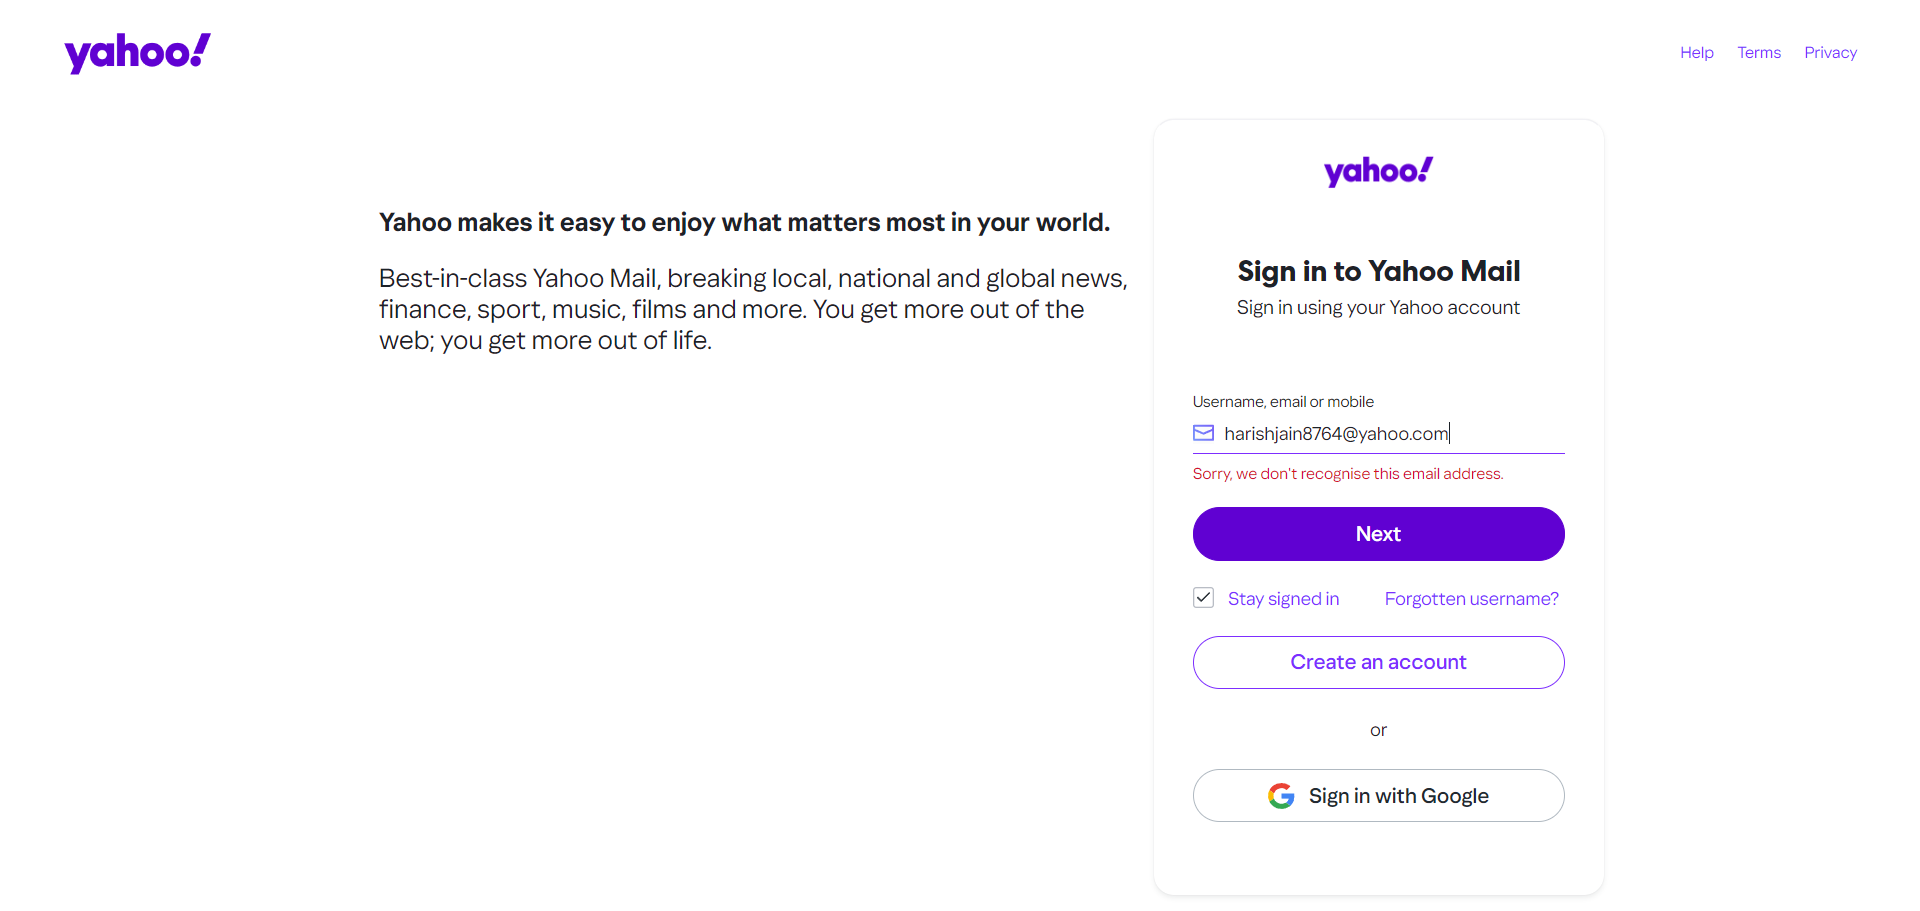 yahoo!
Help Terms Privacy
Yahoo makes it easy to enjoy what matters most in your world.
Best-in-class Yahoo Mail, breaking local, national and global news,
finance, sport, music, films and more. You get more out of the
web; you get more out of life.
yahoo!
Sign in to Yahoo Mail
Sign in using your Yahoo account
Username, email or mobile
harishjain8764@yahoo.com
Sorry, we don't recognise this email address.
Next
Stay signed in Forgotten username?
Create an account
or
Sign in with Google